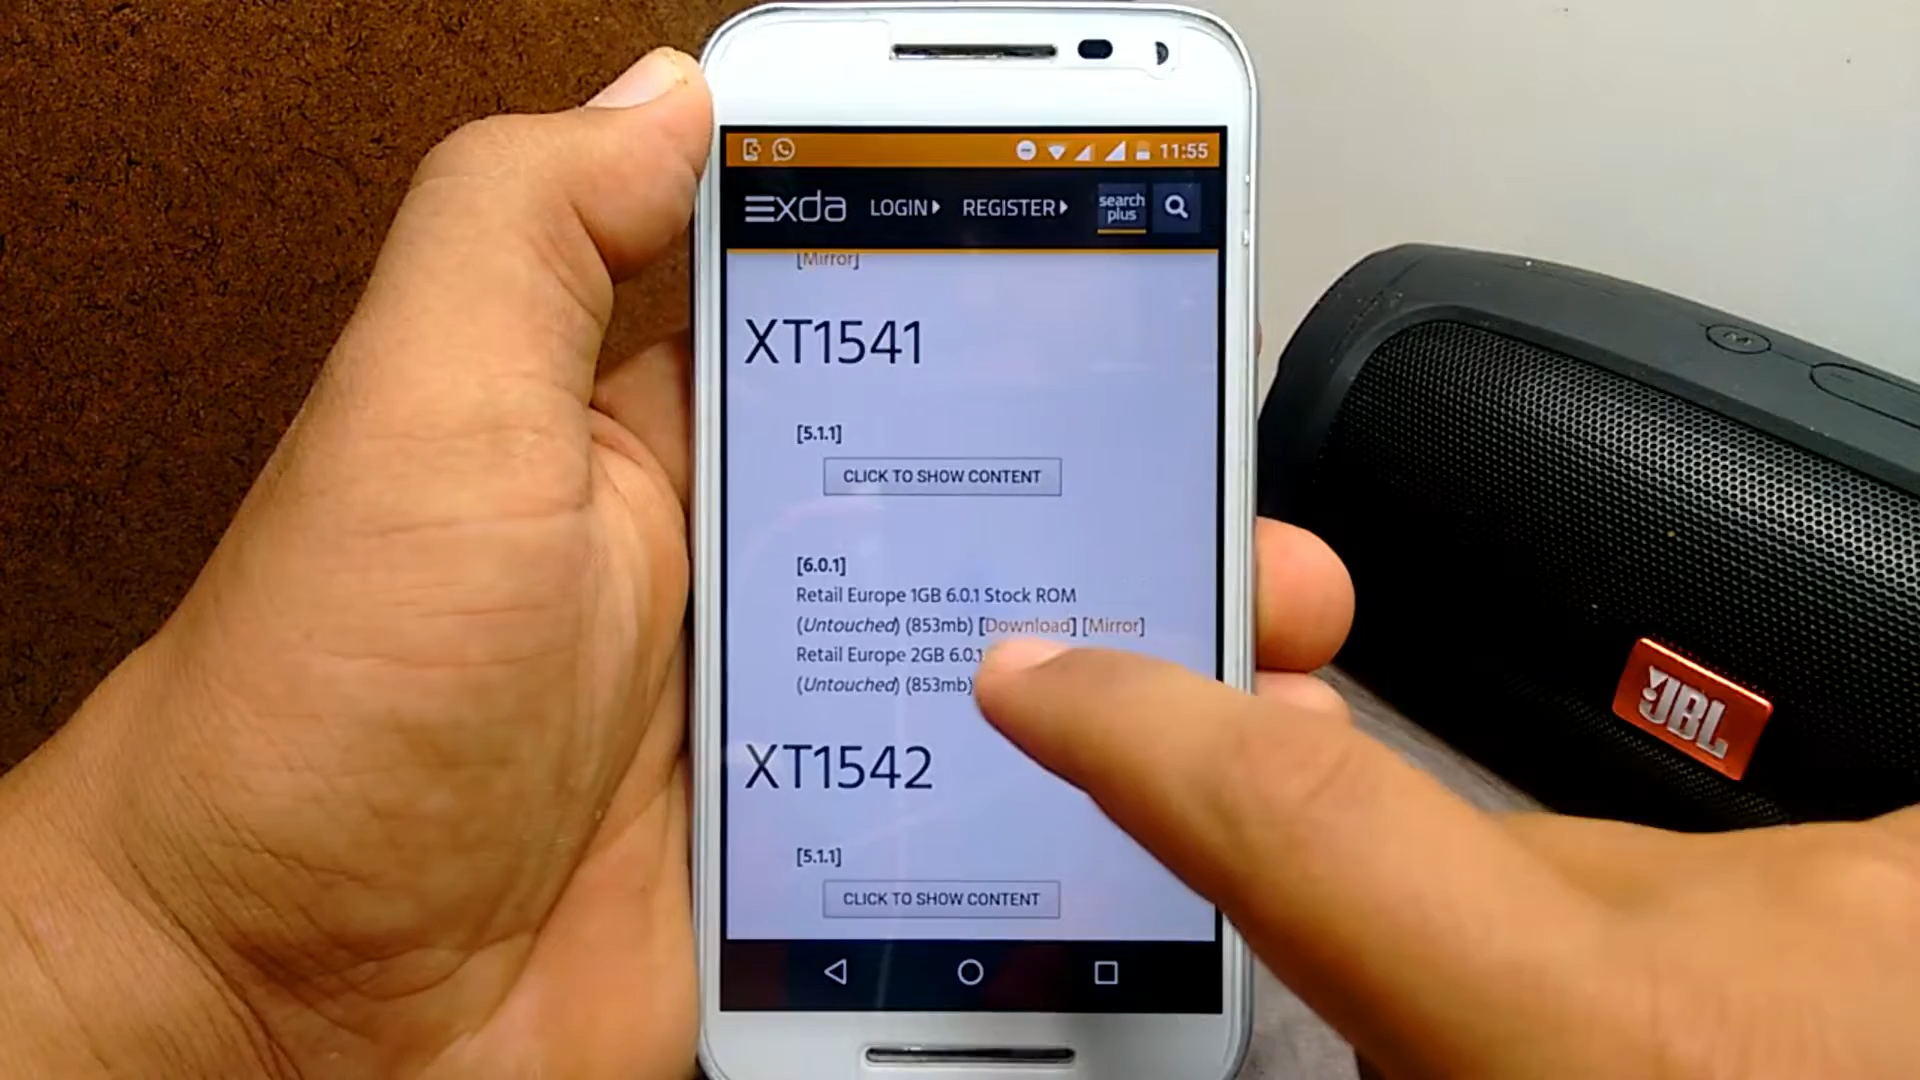 11:55
xda LOGIN REGISTER search plus
[Mirror]
XT1541
[5.1.1]
CLICK TO SHOW CONTENT
[6.0.1]
Retail Europe 1GB 6.0.1 Stock ROM
(Untouched) (853mb) [Download] [Mirror]
Retail Europe 2GB 6.0.1
(Untouched) (853mb)
XT1542
[5.1.1]
CLICK TO SHOW CONTENT
JBL